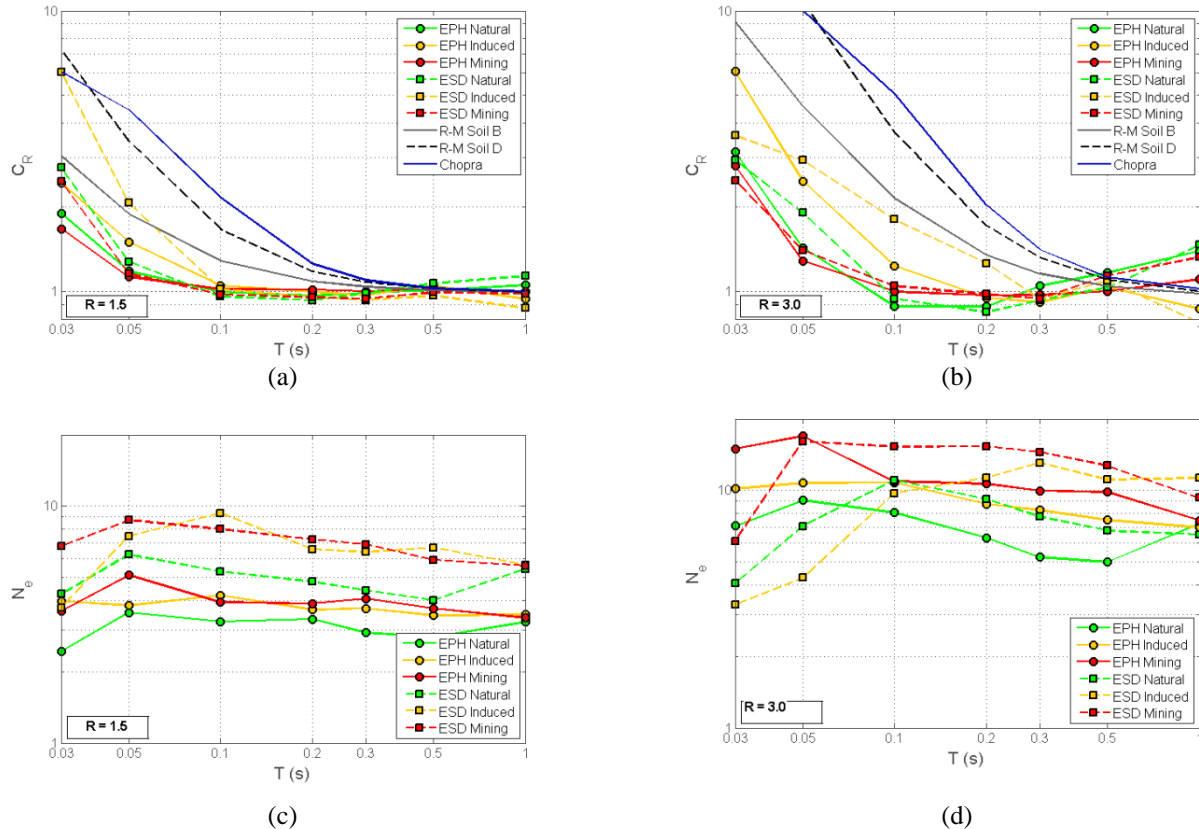 10
C_R
1
0.03 0.05 0.1 0.2 0.3 0.5 1
T (s)
R = 1.5
EPH Natural
EPH Induced
EPH Mining
ESD Natural
ESD Induced
ESD Mining
R-M Soil B
R-M Soil D
Chopra
(a)
10
C_R
1
0.03 0.05 0.1 0.2 0.3 0.5 1
T (s)
R = 3.0
EPH Natural
EPH Induced
EPH Mining
ESD Natural
ESD Induced
ESD Mining
R-M Soil B
R-M Soil D
Chopra
(b)
10
N_e
1
0.03 0.05 0.1 0.2 0.3 0.5 1
T (s)
R = 1.5
EPH Natural
EPH Induced
EPH Mining
ESD Natural
ESD Induced
ESD Mining
(c)
10
N_e
1
0.03 0.05 0.1 0.2 0.3 0.5 1
T (s)
R = 3.0
EPH Natural
EPH Induced
EPH Mining
ESD Natural
ESD Induced
ESD Mining
(d)